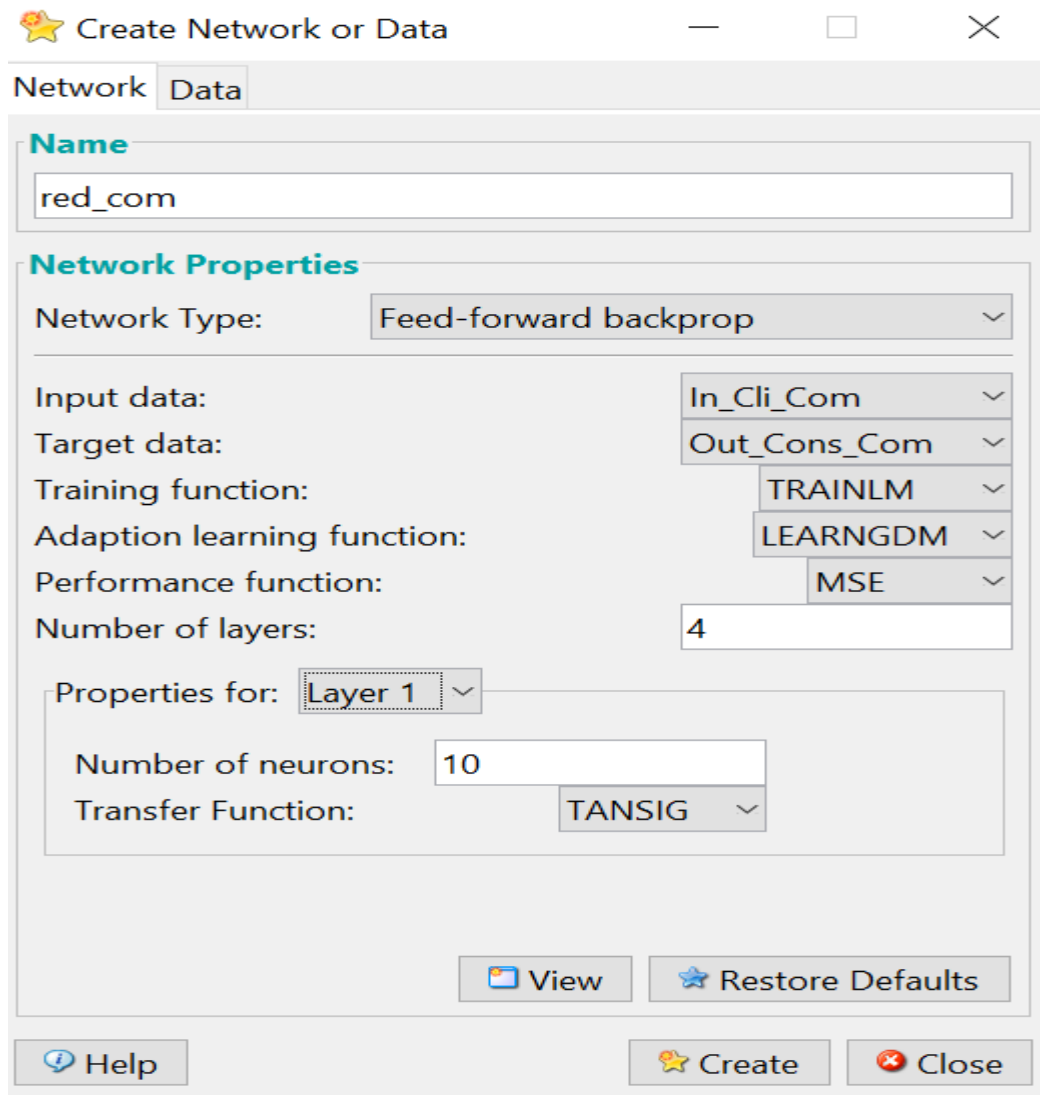 Create Network or Data
Network Data
Name
red_com
Network Properties
Network Type: Feed-forward backprop
Input data: In_Cli_Com
Target data: Out_Cons_Com
Training function: TRAINLM
Adaption learning function: LEARNGDM
Performance function: MSE
Number of layers: 4
Properties for: Layer 1
Number of neurons: 10
Transfer Function: TANSIG
View Restore Defaults
Help Create Close